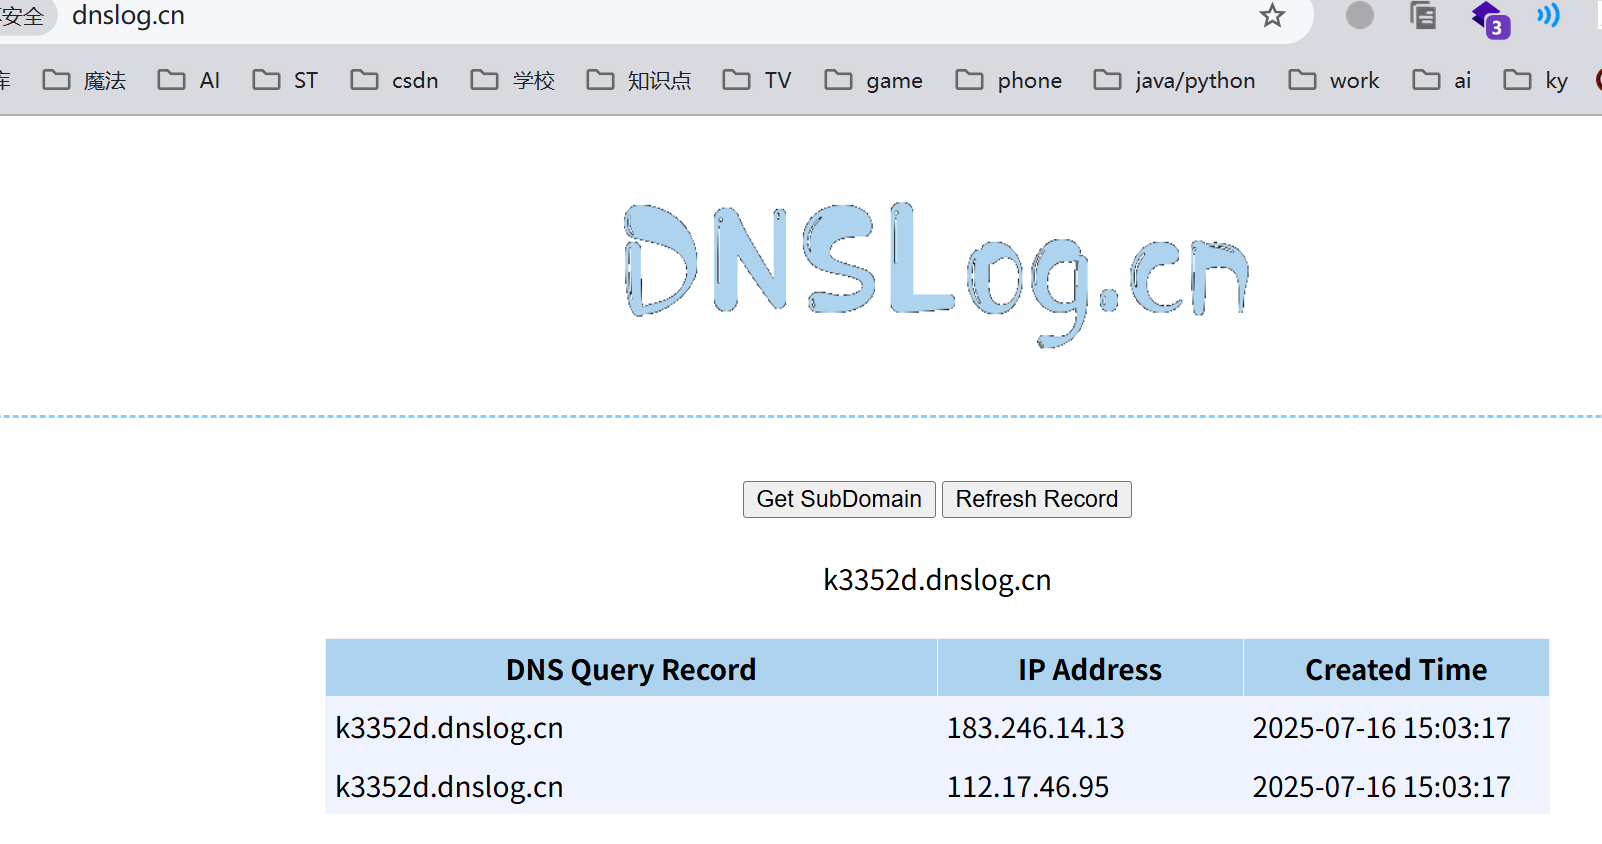 安全 dnslog.cn 3
库 魔法 AI ST csdn 学校 知识点 TV game phone java/python work ai ky
DNSLog.cn
Get SubDomain Refresh Record
k3352d.dnslog.cn
DNS Query Record IP Address Created Time
k3352d.dnslog.cn 183.246.14.13 2025-07-16 15:03:17
k3352d.dnslog.cn 112.17.46.95 2025-07-16 15:03:17